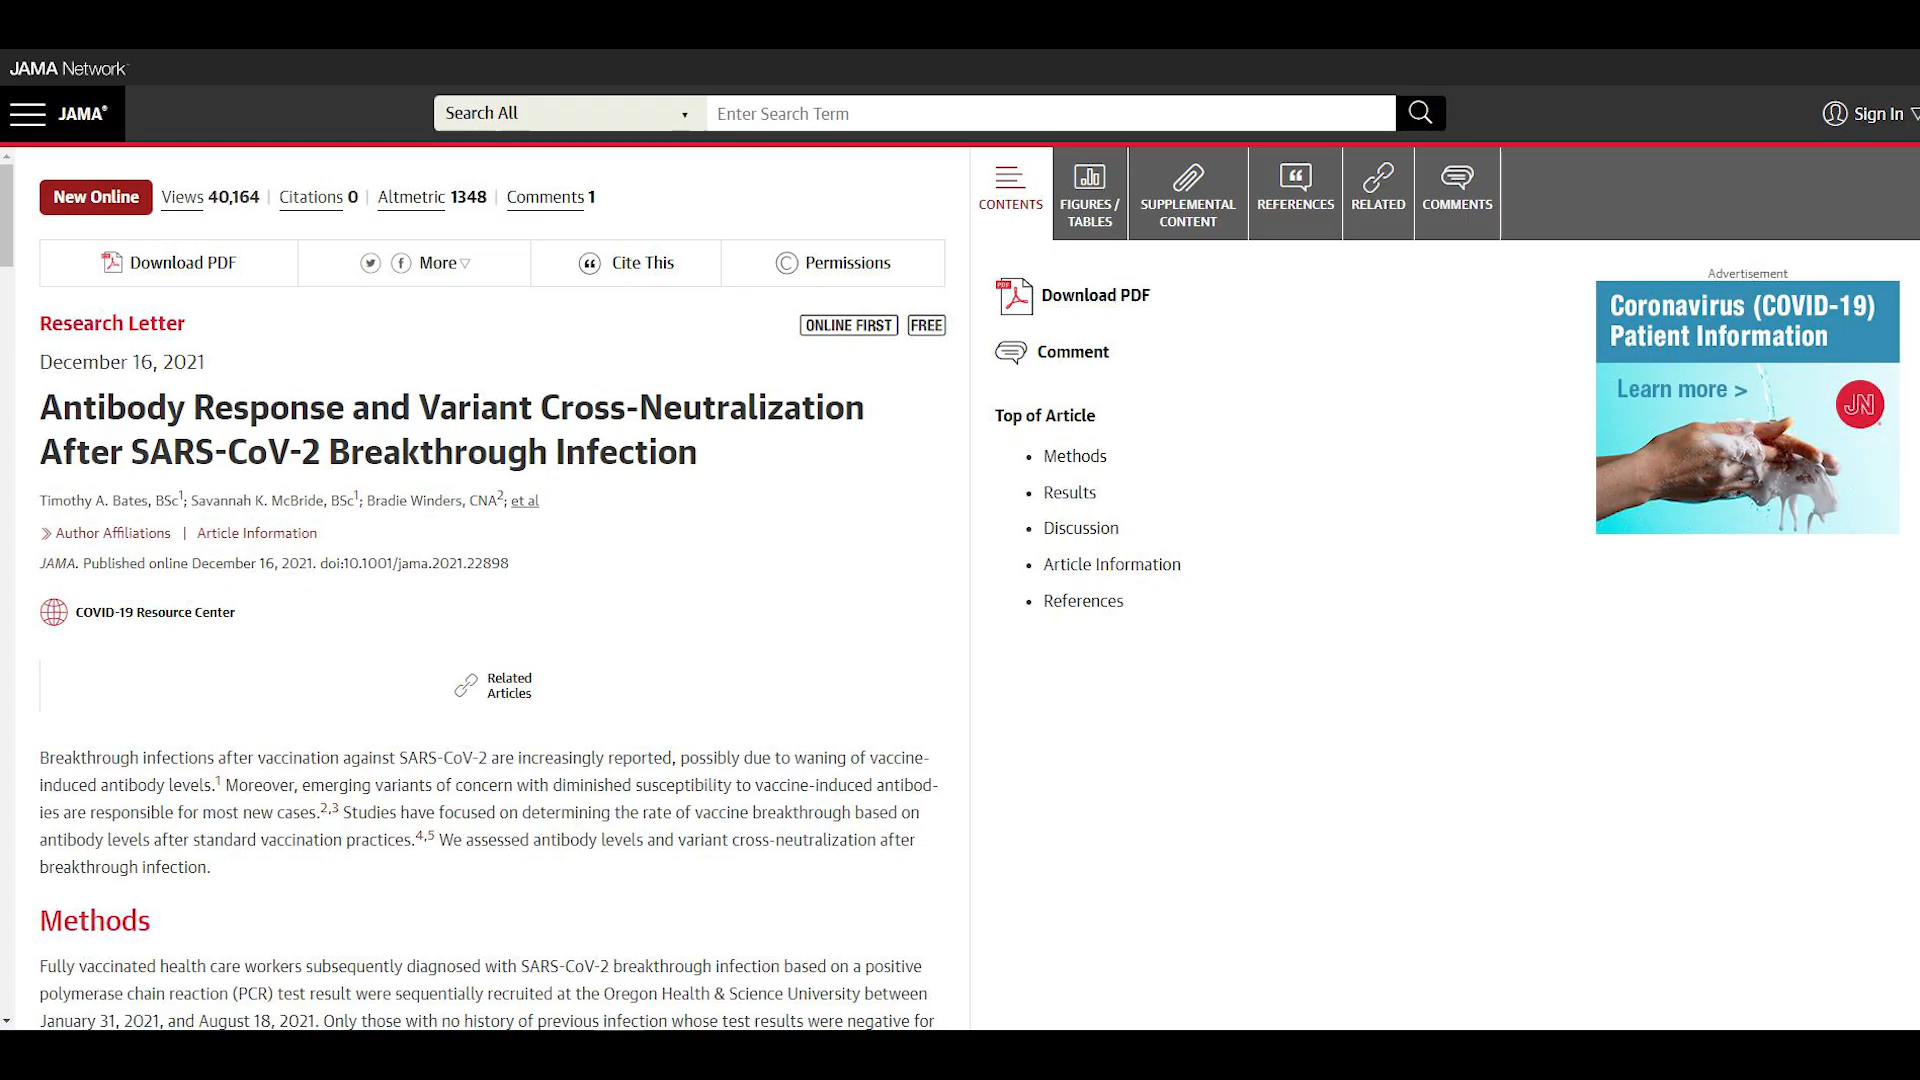 JAMA Network
JAMA®
Search All
Enter Search Term
Sign In
New Online Views 40,164 | Citations 0 | Altmetric 1348 | Comments 1
Download PDF
More
Cite This
Permissions
Research Letter
ONLINE FIRST FREE
December 16, 2021
Antibody Response and Variant Cross-Neutralization
After SARS-CoV-2 Breakthrough Infection
Timothy A. Bates, BSc1; Savannah K. McBride, BSc1; Bradie Winders, CNA2; et al
Author Affiliations | Article Information
JAMA. Published online December 16, 2021. doi:10.1001/jama.2021.22898
COVID-19 Resource Center
Related
Articles
Breakthrough infections after vaccination against SARS-CoV-2 are increasingly reported, possibly due to waning of vaccine-
induced antibody levels.1 Moreover, emerging variants of concern with diminished susceptibility to vaccine-induced antibod-
ies are responsible for most new cases.2,3 Studies have focused on determining the rate of vaccine breakthrough based on
antibody levels after standard vaccination practices.4,5 We assessed antibody levels and variant cross-neutralization after
breakthrough infection.
Methods
Fully vaccinated health care workers subsequently diagnosed with SARS-CoV-2 breakthrough infection based on a positive
polymerase chain reaction (PCR) test result were sequentially recruited at the Oregon Health & Science University between
January 31, 2021, and August 18, 2021. Only those with no history of previous infection whose test results were negative for
CONTENTS
FIGURES /
TABLES
SUPPLEMENTAL
CONTENT
REFERENCES
RELATED
COMMENTS
PDF
Download PDF
Comment
Top of Article
• Methods
• Results
• Discussion
• Article Information
• References
Advertisement
Coronavirus (COVID-19)
Patient Information
Learn more >
JN